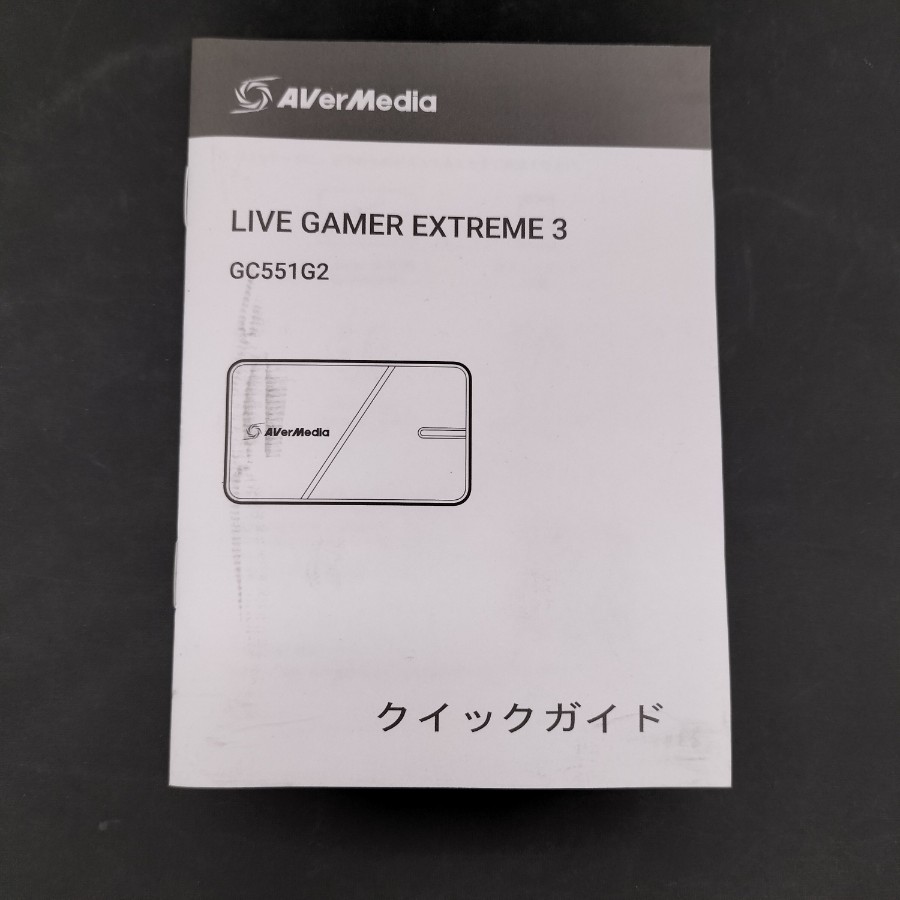 AVerMedia
LIVE GAMER EXTREME 3
GC551G2
AVerMedia
クイックガイド